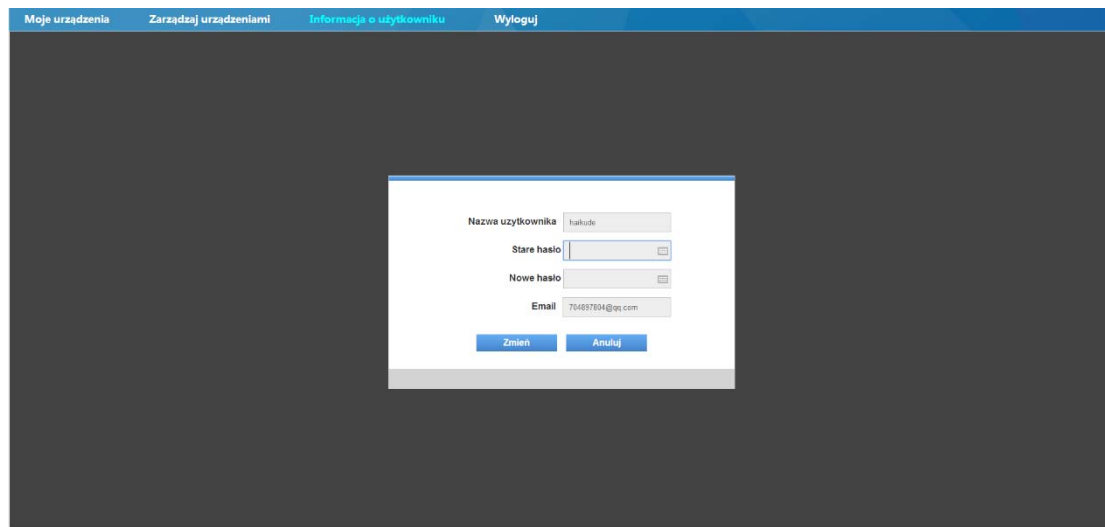 Moje urządzenia Zarządzaj urządzeniami Informacja o użytkowniku Wyloguj
Nazwa uzytkownika haikude
Stare hasło
Nowe hasło
Email 704897804@qq.com
Zmień Anuluj